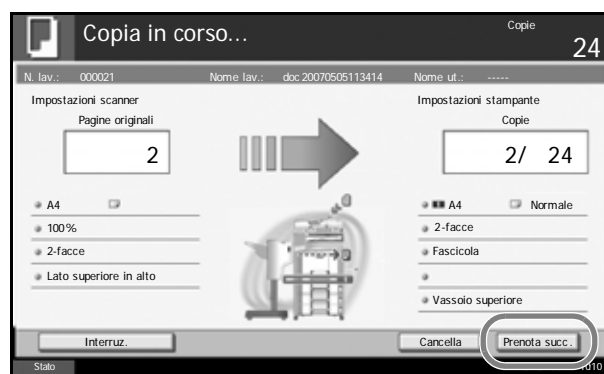 Copia in corso...
Copie
24
N. lav.: 000021 Nome lav.: doc 20070505113414 Nome ut.: -----
Impostazioni scanner
Pagine originali
2
A4
100%
2-facce
Lato superiore in alto
Impostazioni stampante
Copie
2/ 24
A4 Normale
2-facce
Fascicola
Vassoio superiore
Interruz. Cancella Prenota succ.
Stato